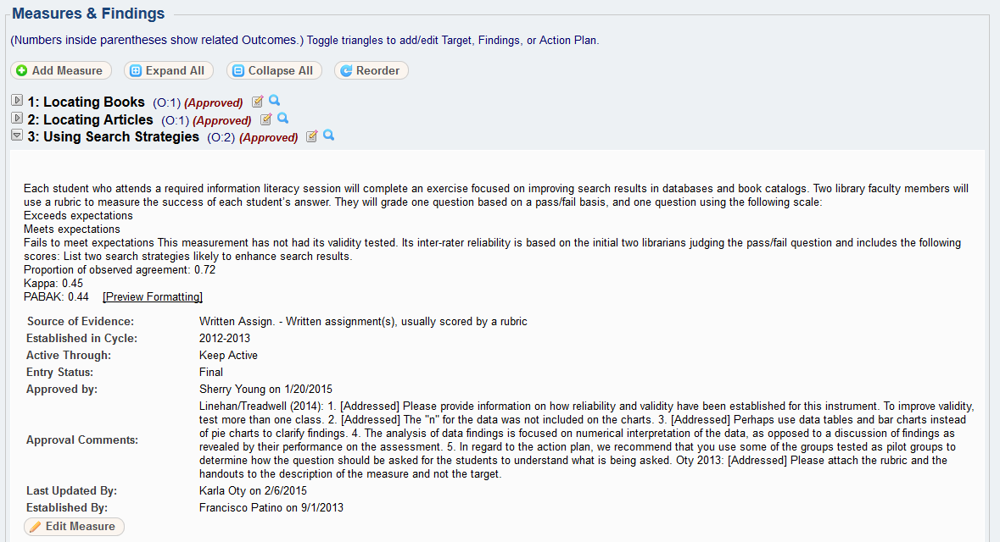 Measures & Findings
(Numbers inside parentheses show related Outcomes.) Toggle triangles to add/edit Target, Findings, or Action Plan.
Add Measure Expand All Collapse All Reorder
1: Locating Books (O:1) (Approved)
2: Locating Articles (O:1) (Approved)
3: Using Search Strategies (O:2) (Approved)
Each student who attends a required information literacy session will complete an exercise focused on improving search results in databases and book catalogs. Two library faculty members will
use a rubric to measure the success of each student's answer. They will grade one question based on a pass/fail basis, and one question using the following scale:
Exceeds expectations
Meets expectations
Fails to meet expectations This measurement has not had its validity tested. Its inter-rater reliability is based on the initial two librarians judging the pass/fail question and includes the following
scores: List two search strategies likely to enhance search results.
Proportion of observed agreement: 0.72
Kappa: 0.45
PABAK: 0.44 [Preview Formatting]
Source of Evidence: Written Assign. - Written assignment(s), usually scored by a rubric
Established in Cycle: 2012-2013
Active Through: Keep Active
Entry Status: Final
Approved by: Sherry Young on 1/20/2015
Approval Comments: Linehan/Treadwell (2014): 1. [Addressed] Please provide information on how reliability and validity have been established for this instrument. To improve validity,
test more than one class. 2. [Addressed] The "n" for the data was not included on the charts. 3. [Addressed] Perhaps use data tables and bar charts instead
of pie charts to clarify findings. 4. The analysis of data findings is focused on numerical interpretation of the data, as opposed to a discussion of findings as
revealed by their performance on the assessment. 5. In regard to the action plan, we recommend that you use some of the groups tested as pilot groups to
determine how the question should be asked for the students to understand what is being asked. Oty 2013: [Addressed] Please attach the rubric and the
handouts to the description of the measure and not the target.
Last Updated By: Karla Oty on 2/6/2015
Established By: Francisco Patino on 9/1/2013
Edit Measure